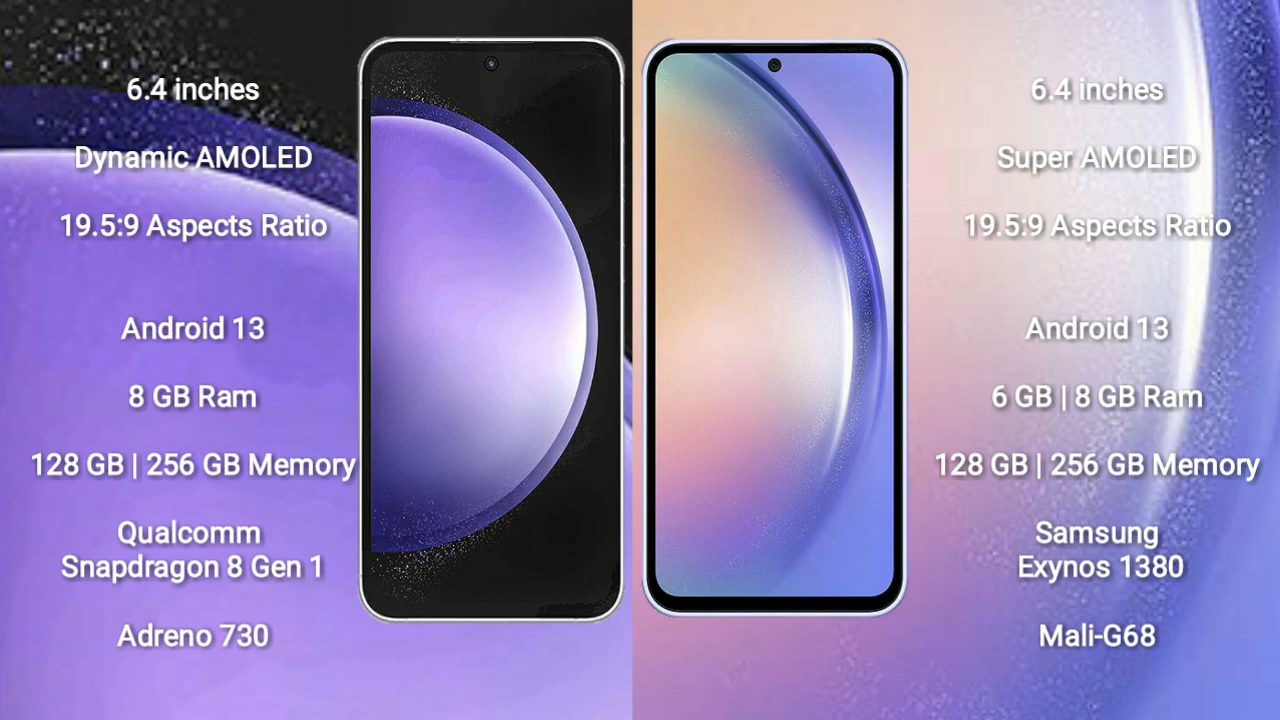 6.4 inches
Dynamic AMOLED
19.5:9 Aspects Ratio
Android 13
8 GB Ram
128 GB | 256 GB Memory
Qualcomm
Snapdragon 8 Gen 1
Adreno 730
6.4 inches
Super AMOLED
19.5:9 Aspects Ratio
Android 13
6 GB | 8 GB Ram
128 GB | 256 GB Memory
Samsung
Exynos 1380
Mali-G68